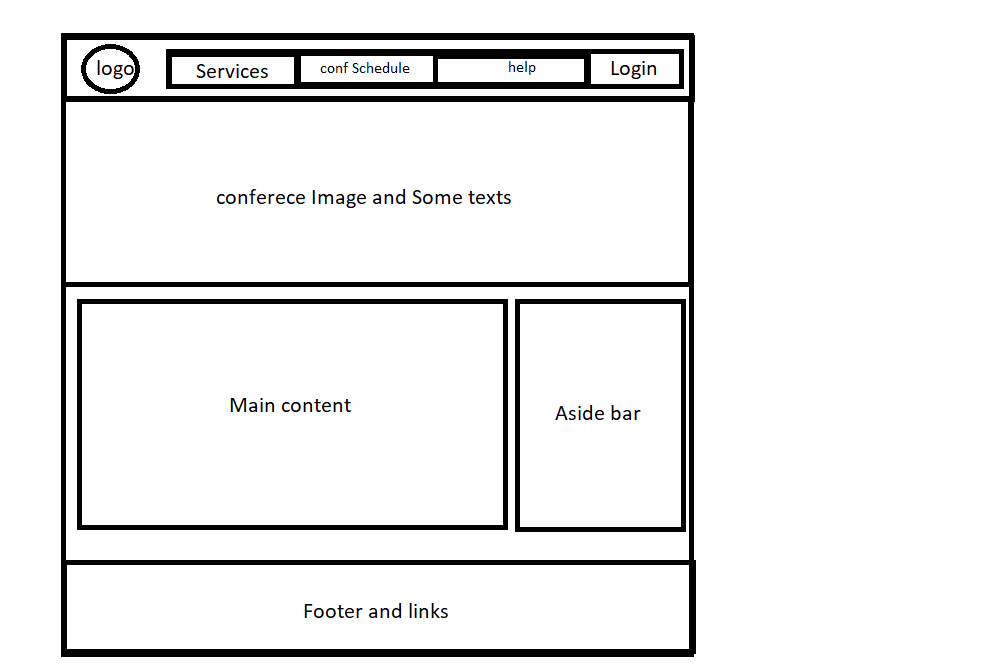 logo
Services
conf Schedule
help
Login
conferece Image and Some texts
Main content
Aside bar
Footer and links